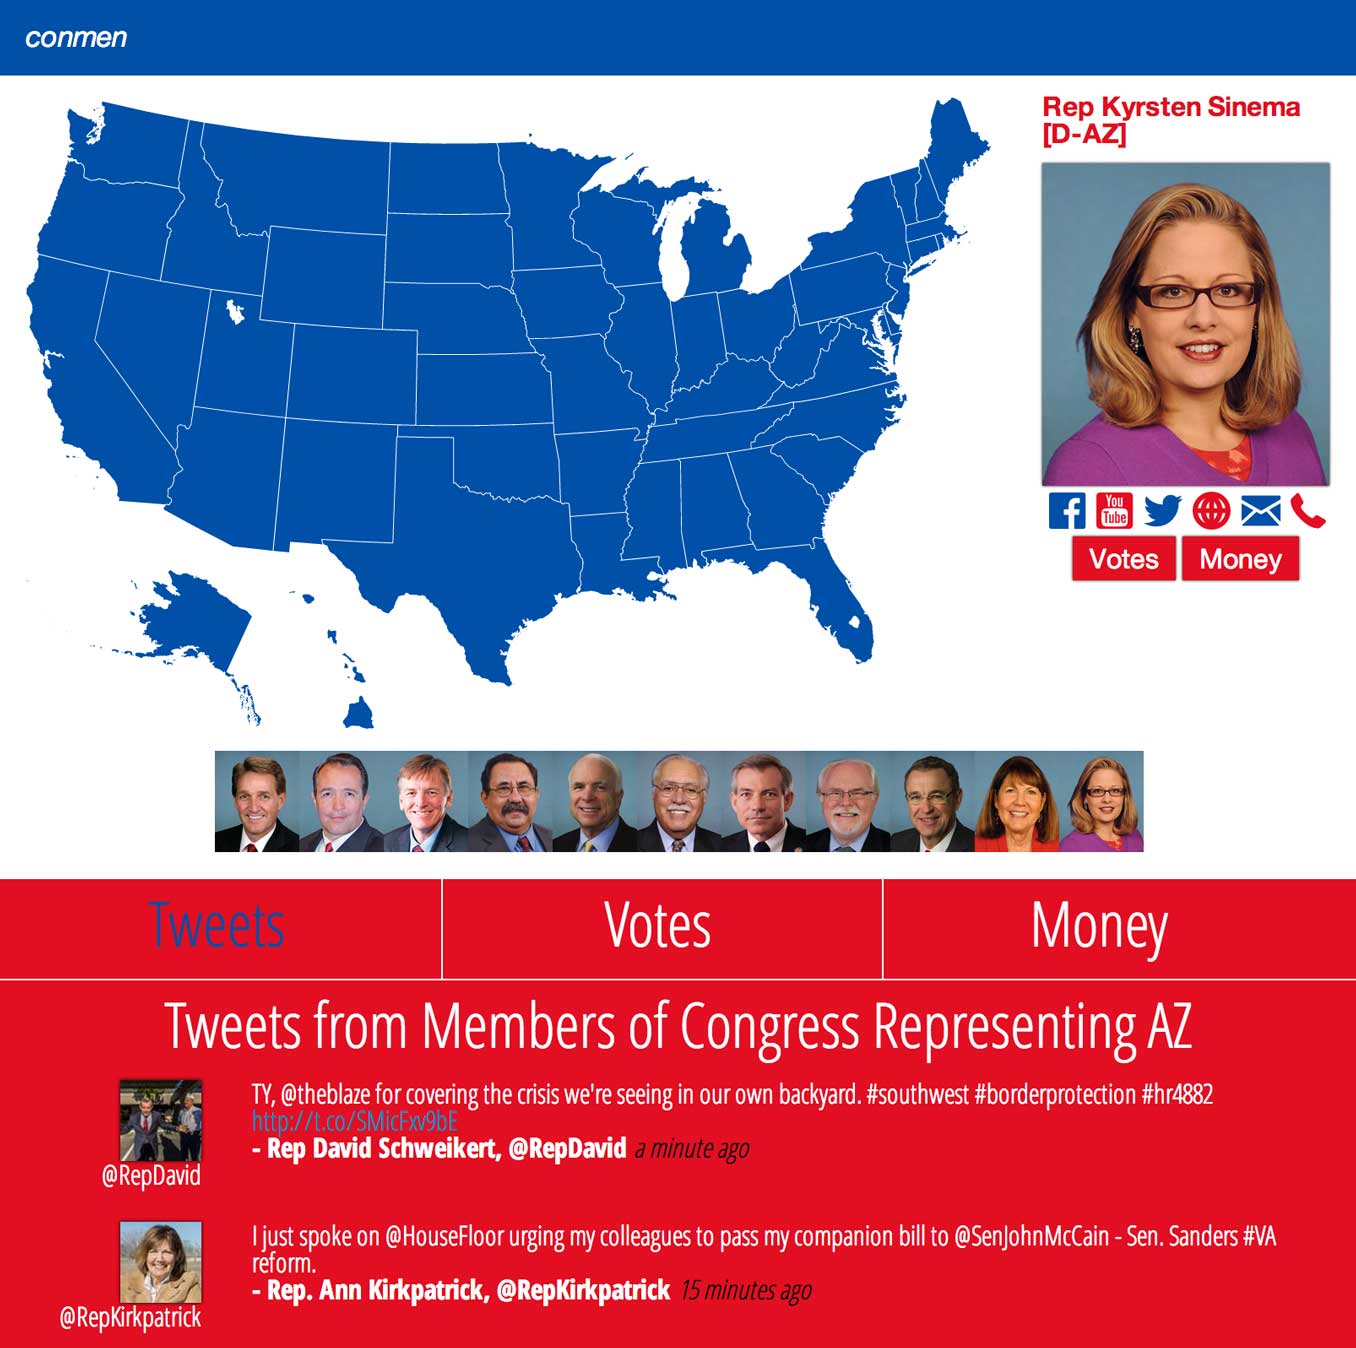 conmen
Rep Kyrsten Sinema
[D-AZ]
You
Tube
Votes
Money
Tweets
Votes
Money
Tweets from Members of Congress Representing AZ
TY, @theblaze for covering the crisis we're seeing in our own backyard. #southwest #borderprotection #hr4882
http://t.co/SMicFxv9bE
- Rep David Schweikert, @RepDavid a minute ago
@RepDavid
I just spoke on @HouseFloor urging my colleagues to pass my companion bill to @SenJohnMcCain - Sen. Sanders #VA
reform.
- Rep. Ann Kirkpatrick, @RepKirkpatrick 15 minutes ago
@RepKirkpatrick